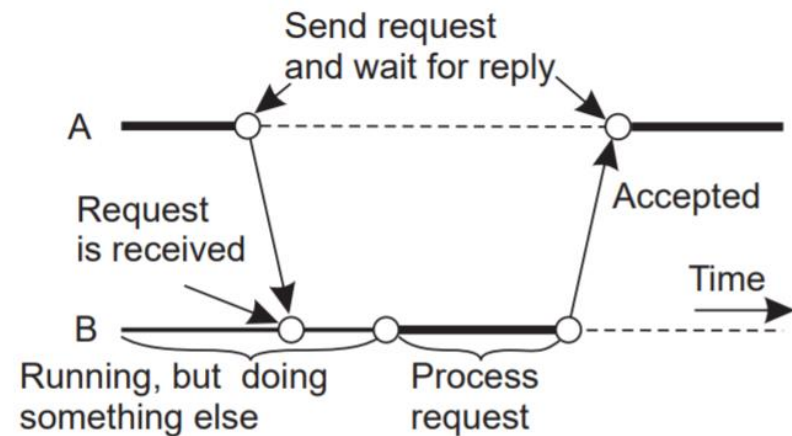 Send request
and wait for reply
A
Request
is received
Accepted
Time
B
Running, but doing
something else
Process
request